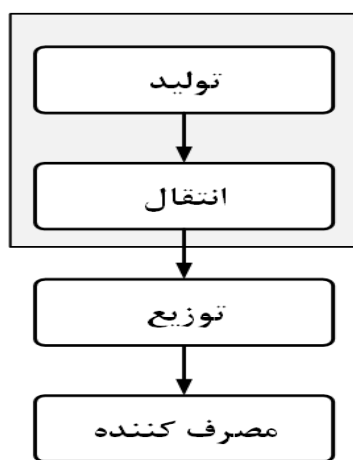 تولید
انتقال
توزیع
مصرف کننده